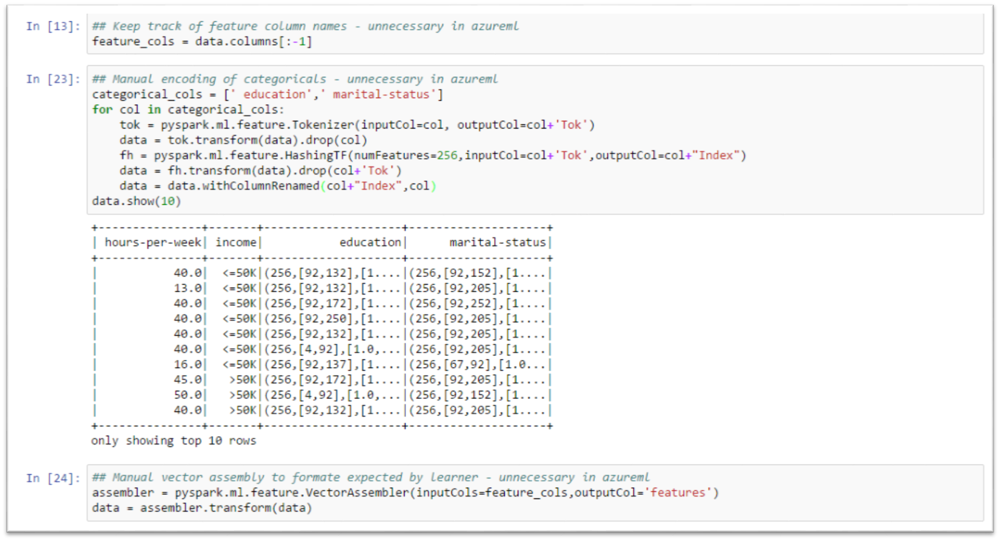 In [13]: ## Keep track of feature column names - unnecessary in azureml
feature_cols = data.columns[:-1]
In [23]: ## Manual encoding of categoricals - unnecessary in azureml
categorical_cols = [' education',' marital-status']
for col in categorical_cols:
    tok = pyspark.ml.feature.Tokenizer(inputCol=col, outputCol=col+'Tok')
    data = tok.transform(data).drop(col)
    fh = pyspark.ml.feature.HashingTF(numFeatures=256,inputCol=col+'Tok',outputCol=col+"Index")
    data = fh.transform(data).drop(col+'Tok')
    data = data.withColumnRenamed(col+"Index",col)
data.show(10)
+---------------+-------+--------------------+--------------------+
| hours-per-week| income|           education|      marital-status|
+---------------+-------+--------------------+--------------------+
|           40.0|  <=50K|(256,[92,132],[1....|(256,[92,152],[1....|
|           13.0|  <=50K|(256,[92,132],[1....|(256,[92,205],[1....|
|           40.0|  <=50K|(256,[92,172],[1....|(256,[92,252],[1....|
|           40.0|  <=50K|(256,[92,250],[1....|(256,[92,205],[1....|
|           40.0|  <=50K|(256,[92,132],[1....|(256,[92,205],[1....|
|           40.0|  <=50K|(256,[4,92],[1.0,...|(256,[92,205],[1....|
|           16.0|  <=50K|(256,[92,137],[1....|(256,[67,92],[1.0...|
|           45.0|   >50K|(256,[92,172],[1....|(256,[92,205],[1....|
|           50.0|   >50K|(256,[4,92],[1.0,...|(256,[92,152],[1....|
|           40.0|   >50K|(256,[92,132],[1....|(256,[92,205],[1....|
+---------------+-------+--------------------+--------------------+
only showing top 10 rows
In [24]: ## Manual vector assembly to formate expected by learner - unnecessary in azureml
assembler = pyspark.ml.feature.VectorAssembler(inputCols=feature_cols,outputCol='features')
data = assembler.transform(data)